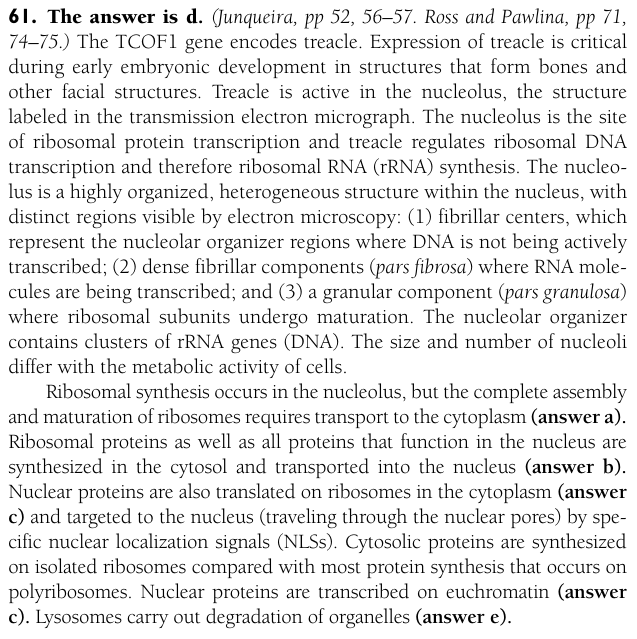 61. The answer is d. (Junqueira, pp 52, 56–57. Ross and Pawlina, pp 71,
74–75.) The TCOF1 gene encodes treacle. Expression of treacle is critical
during early embryonic development in structures that form bones and
other facial structures. Treacle is active in the nucleolus, the structure
labeled in the transmission electron micrograph. The nucleolus is the site
of ribosomal protein transcription and treacle regulates ribosomal DNA
transcription and therefore ribosomal RNA (rRNA) synthesis. The nucleo-
lus is a highly organized, heterogeneous structure within the nucleus, with
distinct regions visible by electron microscopy: (1) fibrillar centers, which
represent the nucleolar organizer regions where DNA is not being actively
transcribed; (2) dense fibrillar components (pars fibrosa) where RNA mole-
cules are being transcribed; and (3) a granular component (pars granulosa)
where ribosomal subunits undergo maturation. The nucleolar organizer
contains clusters of rRNA genes (DNA). The size and number of nucleoli
differ with the metabolic activity of cells.
Ribosomal synthesis occurs in the nucleolus, but the complete assembly
and maturation of ribosomes requires transport to the cytoplasm (answer a).
Ribosomal proteins as well as all proteins that function in the nucleus are
synthesized in the cytosol and transported into the nucleus (answer b).
Nuclear proteins are also translated on ribosomes in the cytoplasm (answer
c) and targeted to the nucleus (traveling through the nuclear pores) by spe-
cific nuclear localization signals (NLSs). Cytosolic proteins are synthesized
on isolated ribosomes compared with most protein synthesis that occurs on
polyribosomes. Nuclear proteins are transcribed on euchromatin (answer
c). Lysosomes carry out degradation of organelles (answer e).